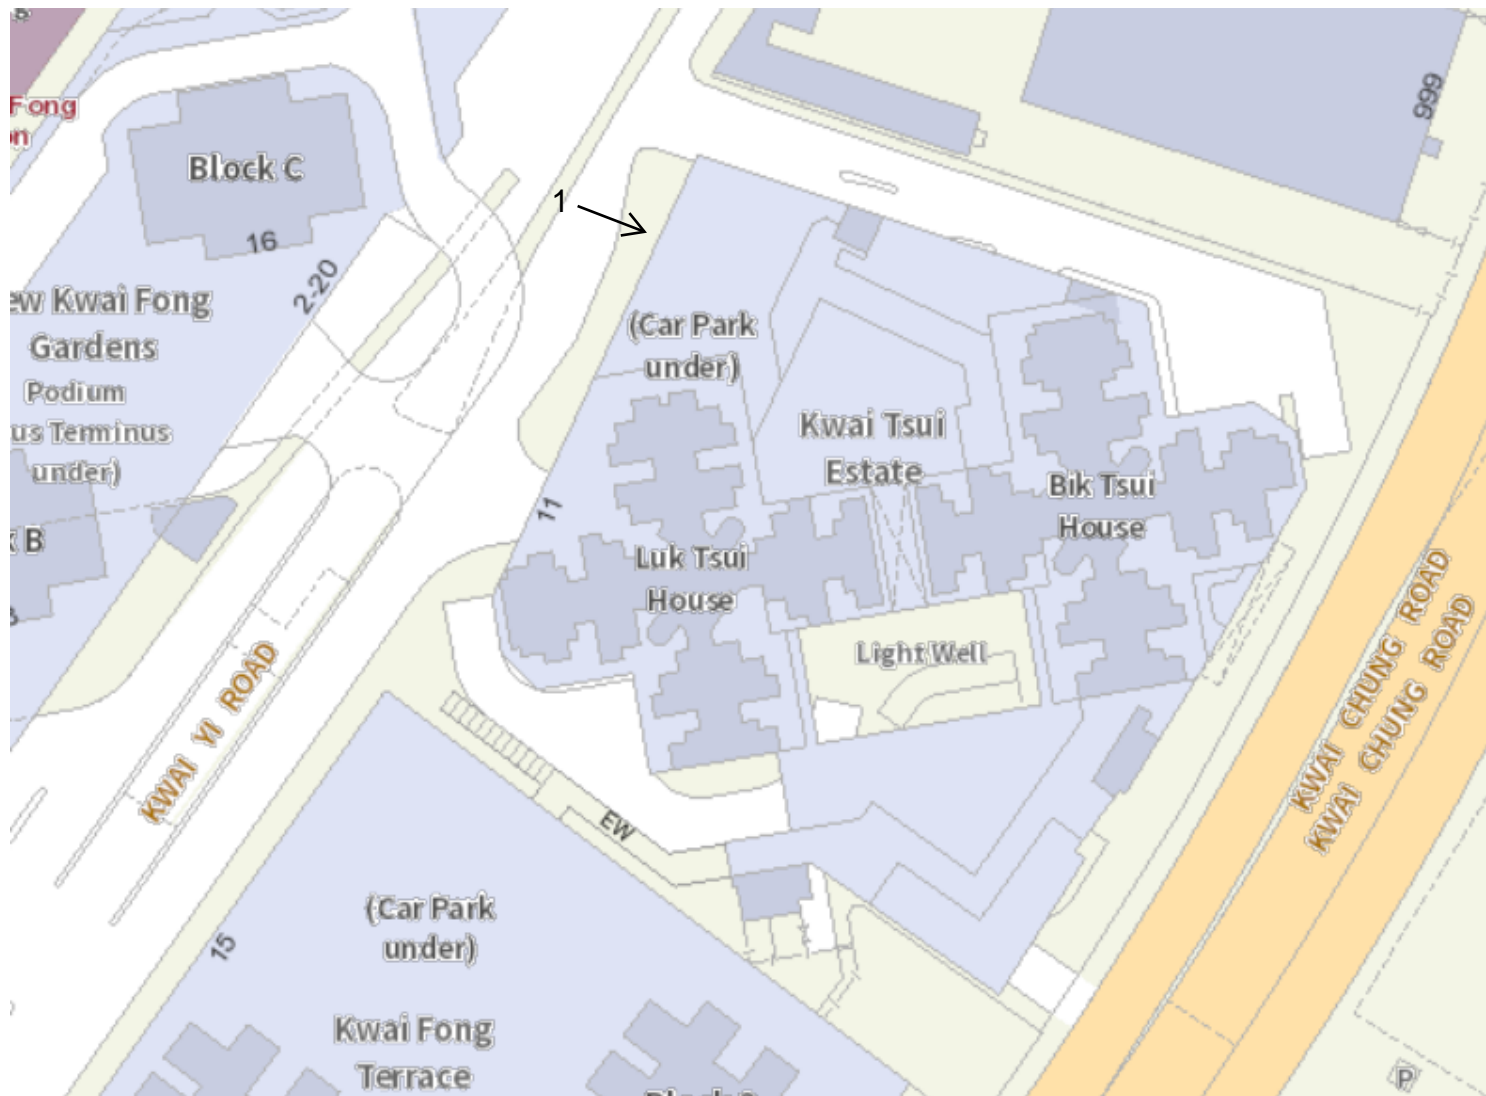 Fong
Block C
1
999
16
2-20
ew Kwai Fong
Gardens
Podium
us Terminus
under)
(Car Park
under)
Kwai Tsui
Estate
Bik Tsui
House
11
B
Luk Tsui
House
Light Well
KWAI YI ROAD
KWAI CHUNG ROAD
KWAI CHUNG ROAD
EW
(Car Park
under)
15
Kwai Fong
Terrace
P